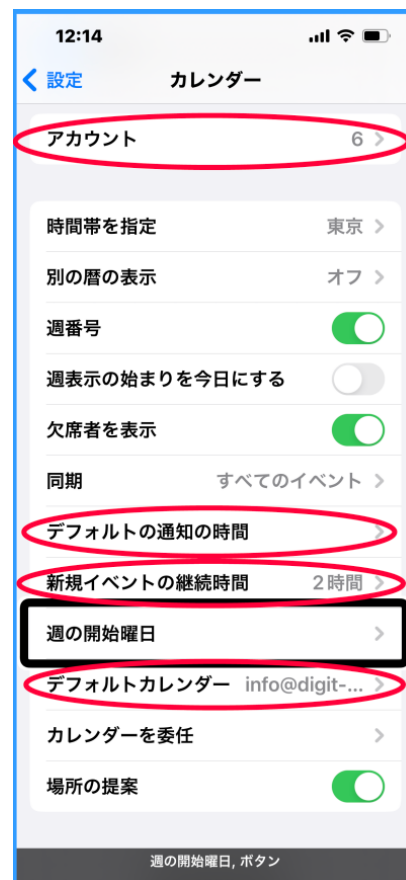 12:14
設定 カレンダー
アカウント 6
時間帯を指定 東京
別の暦の表示 オフ
週番号
週表示の始まりを今日にする
欠席者を表示
同期 すべてのイベント
デフォルトの通知の時間
新規イベントの継続時間 2時間
週の開始曜日
デフォルトカレンダー info@digit-...
カレンダーを委任
場所の提案
週の開始曜日, ボタン